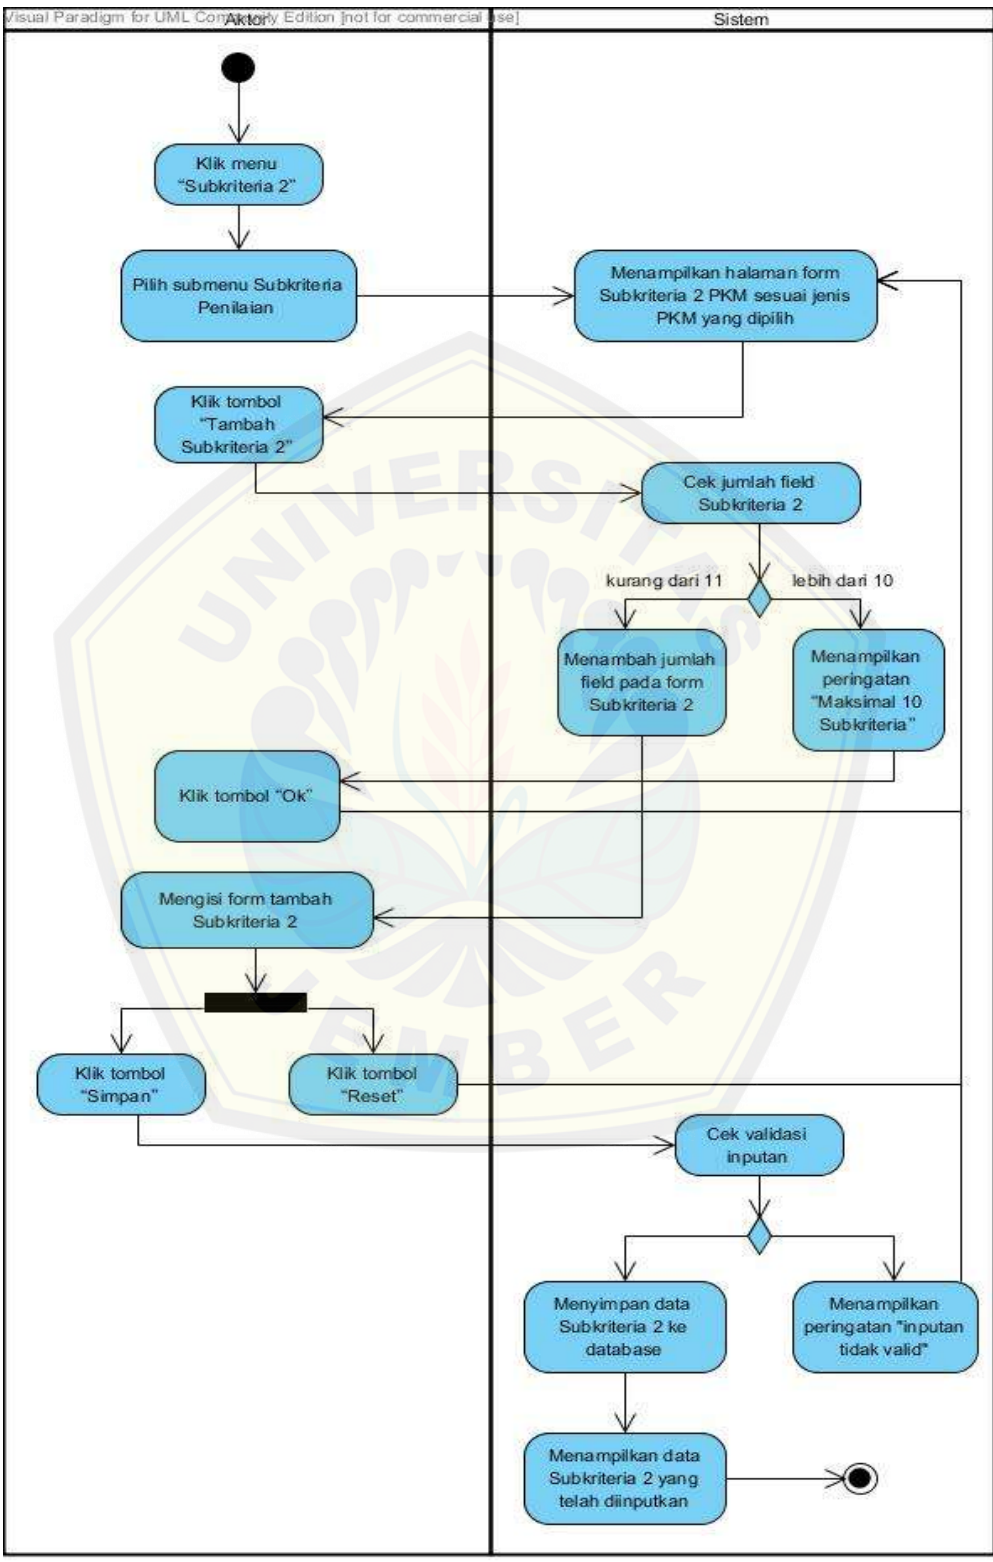 Visual Paradigm for UML Community Edition [not for commercial use]
Aktor
Sistem
Klik menu
“Subkriteria 2”
Pilih submenu Subkriteria
Penilaian
Menampilkan halaman form
Subkriteria 2 PKM sesuai jenis
PKM yang dipilih
Klik tombol
“Tambah
Subkriteria 2”
Cek jumlah field
Subkriteria 2
kurang dari 11
lebih dari 10
Menambah jumlah
field pada form
Subkriteria 2
Menampilkan
peringatan
“Maksimal 10
Subkriteria”
Klik tombol “Ok”
Mengisi form tambah
Subkriteria 2
Klik tombol
“Simpan”
Klik tombol
“Reset”
Cek validasi
inputan
Menyimpan data
Subkriteria 2 ke
database
Menampilkan
peringatan "inputan
tidak valid"
Menampilkan data
Subkriteria 2 yang
telah diinputkan
UNIVERSITAS
JEMBER